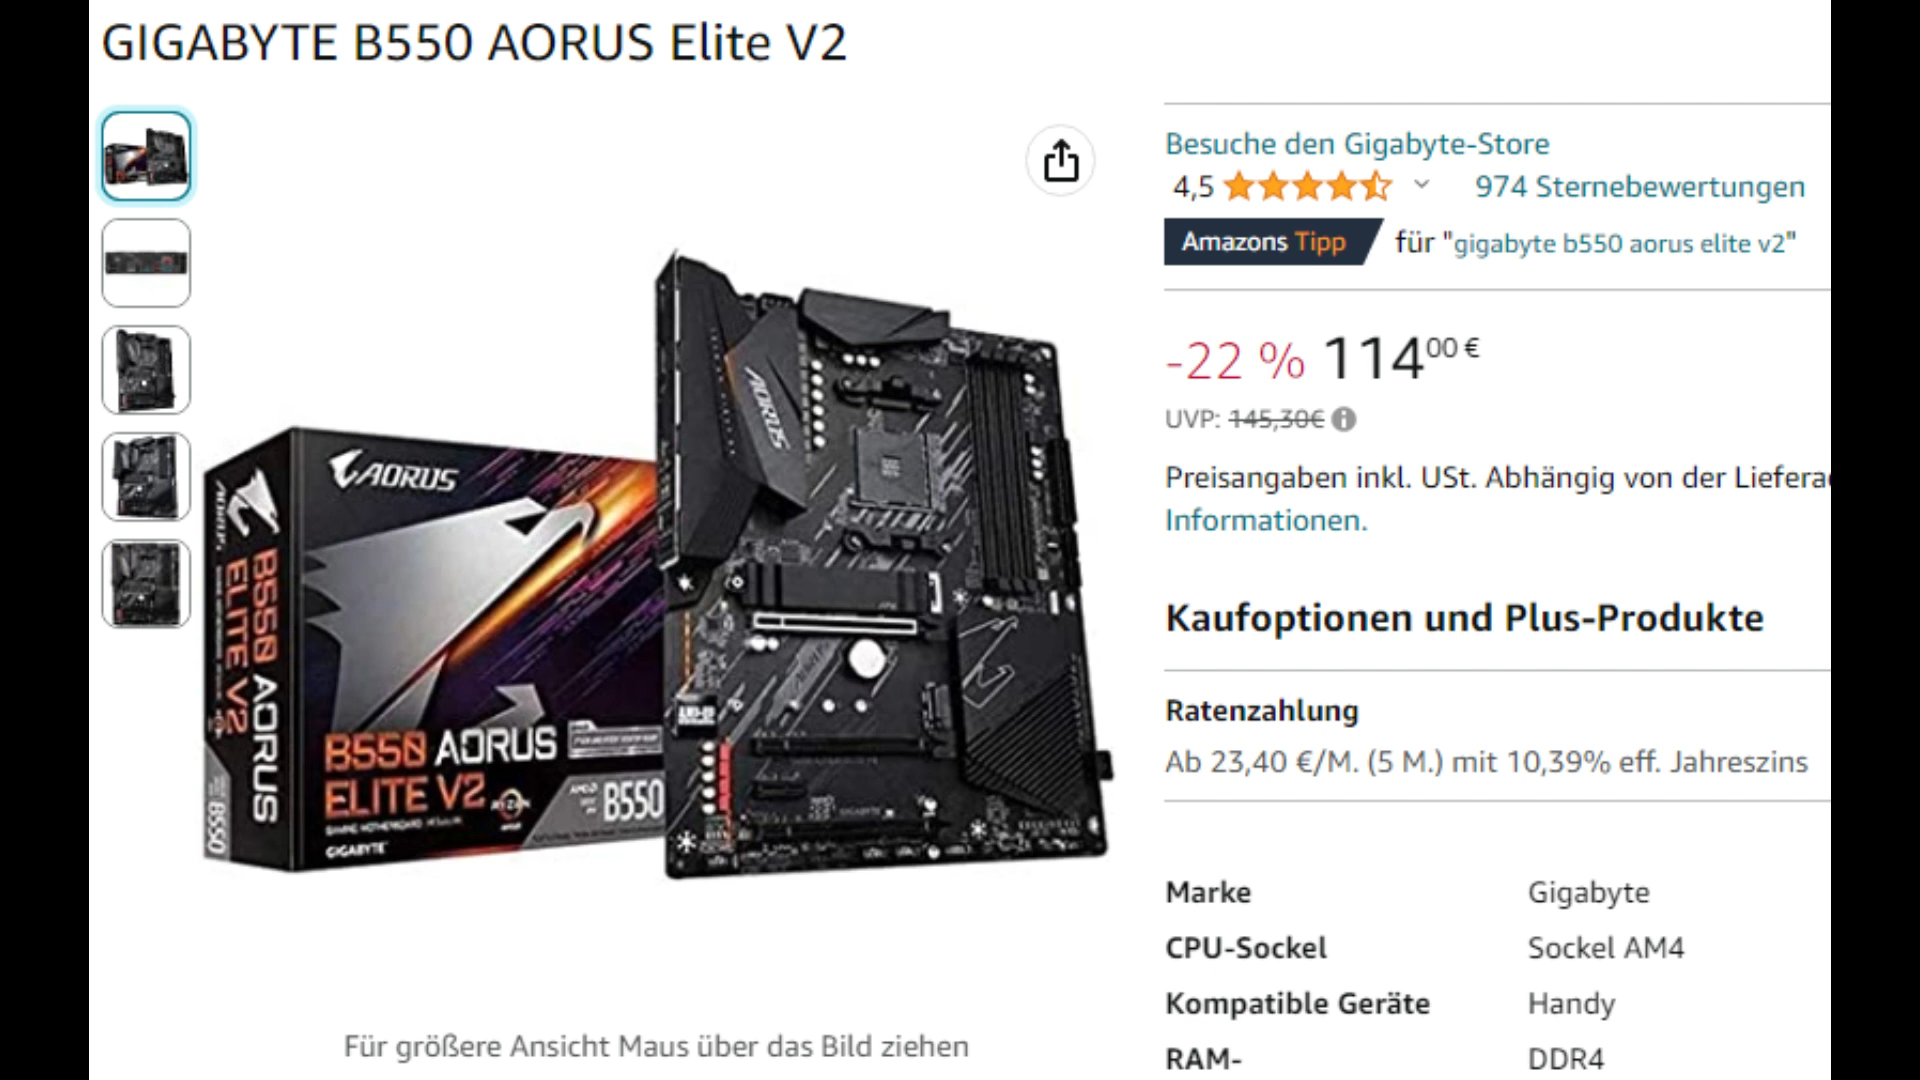 GIGABYTE B550 AORUS Elite V2
Besuche den Gigabyte-Store
4,5 974 Sternebewertungen
Amazons Tipp für "gigabyte b550 aorus elite v2"
-22 % 114 00 €
UVP: 145,30€
Preisangaben inkl. USt. Abhängig von der Liefera
Informationen.
Kaufoptionen und Plus-Produkte
Ratenzahlung
Ab 23,40 €/M. (5 M.) mit 10,39% eff. Jahreszins
Marke Gigabyte
CPU-Sockel Sockel AM4
Kompatible Geräte Handy
RAM- DDR4
AORUS
B550 AORUS
ELITE V2
GIGABYTE
AMD
B550
B550 AORUS
ELITE V2
B550
AORUS
Für größere Ansicht Maus über das Bild ziehen